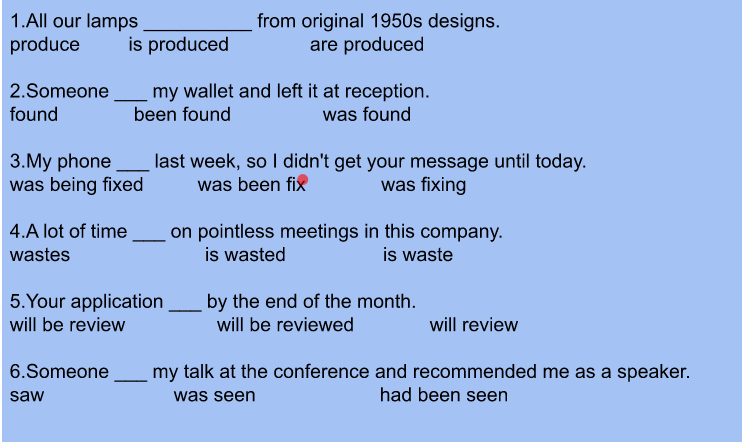 1.All our lamps __________ from original 1950s designs.
produce is produced are produced
2.Someone ___ my wallet and left it at reception.
found been found was found
3.My phone ___ last week, so I didn't get your message until today.
was being fixed was been fix was fixing
4.A lot of time ___ on pointless meetings in this company.
wastes is wasted is waste
5.Your application ___ by the end of the month.
will be review will be reviewed will review
6.Someone ___ my talk at the conference and recommended me as a speaker.
saw was seen had been seen